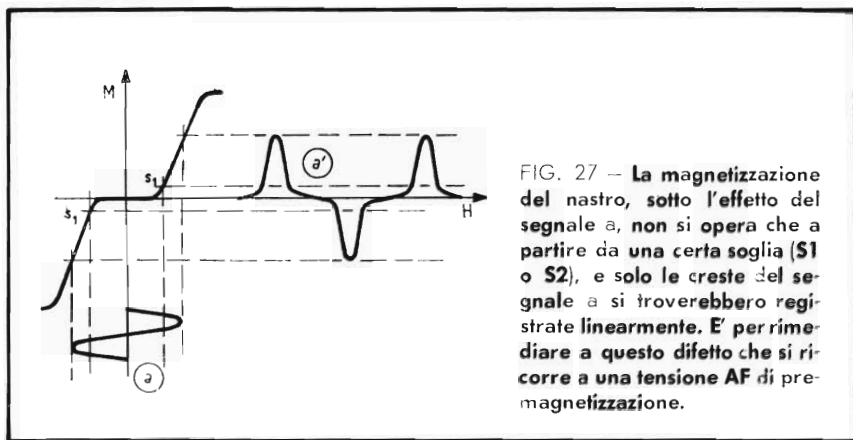 M
s₁
s₁
a'
H
a
FIG. 27 — La magnetizzazione
del nastro, sotto l'effetto del
segnale a, non si opera che a
partire da una certa soglia (S1
o S2), e solo le creste del se-
gnale a si troverebbero regi-
strate linearmente. E' per rime-
diare a questo difetto che si ri-
corre a una tensione AF di pre-
magnetizzazione.